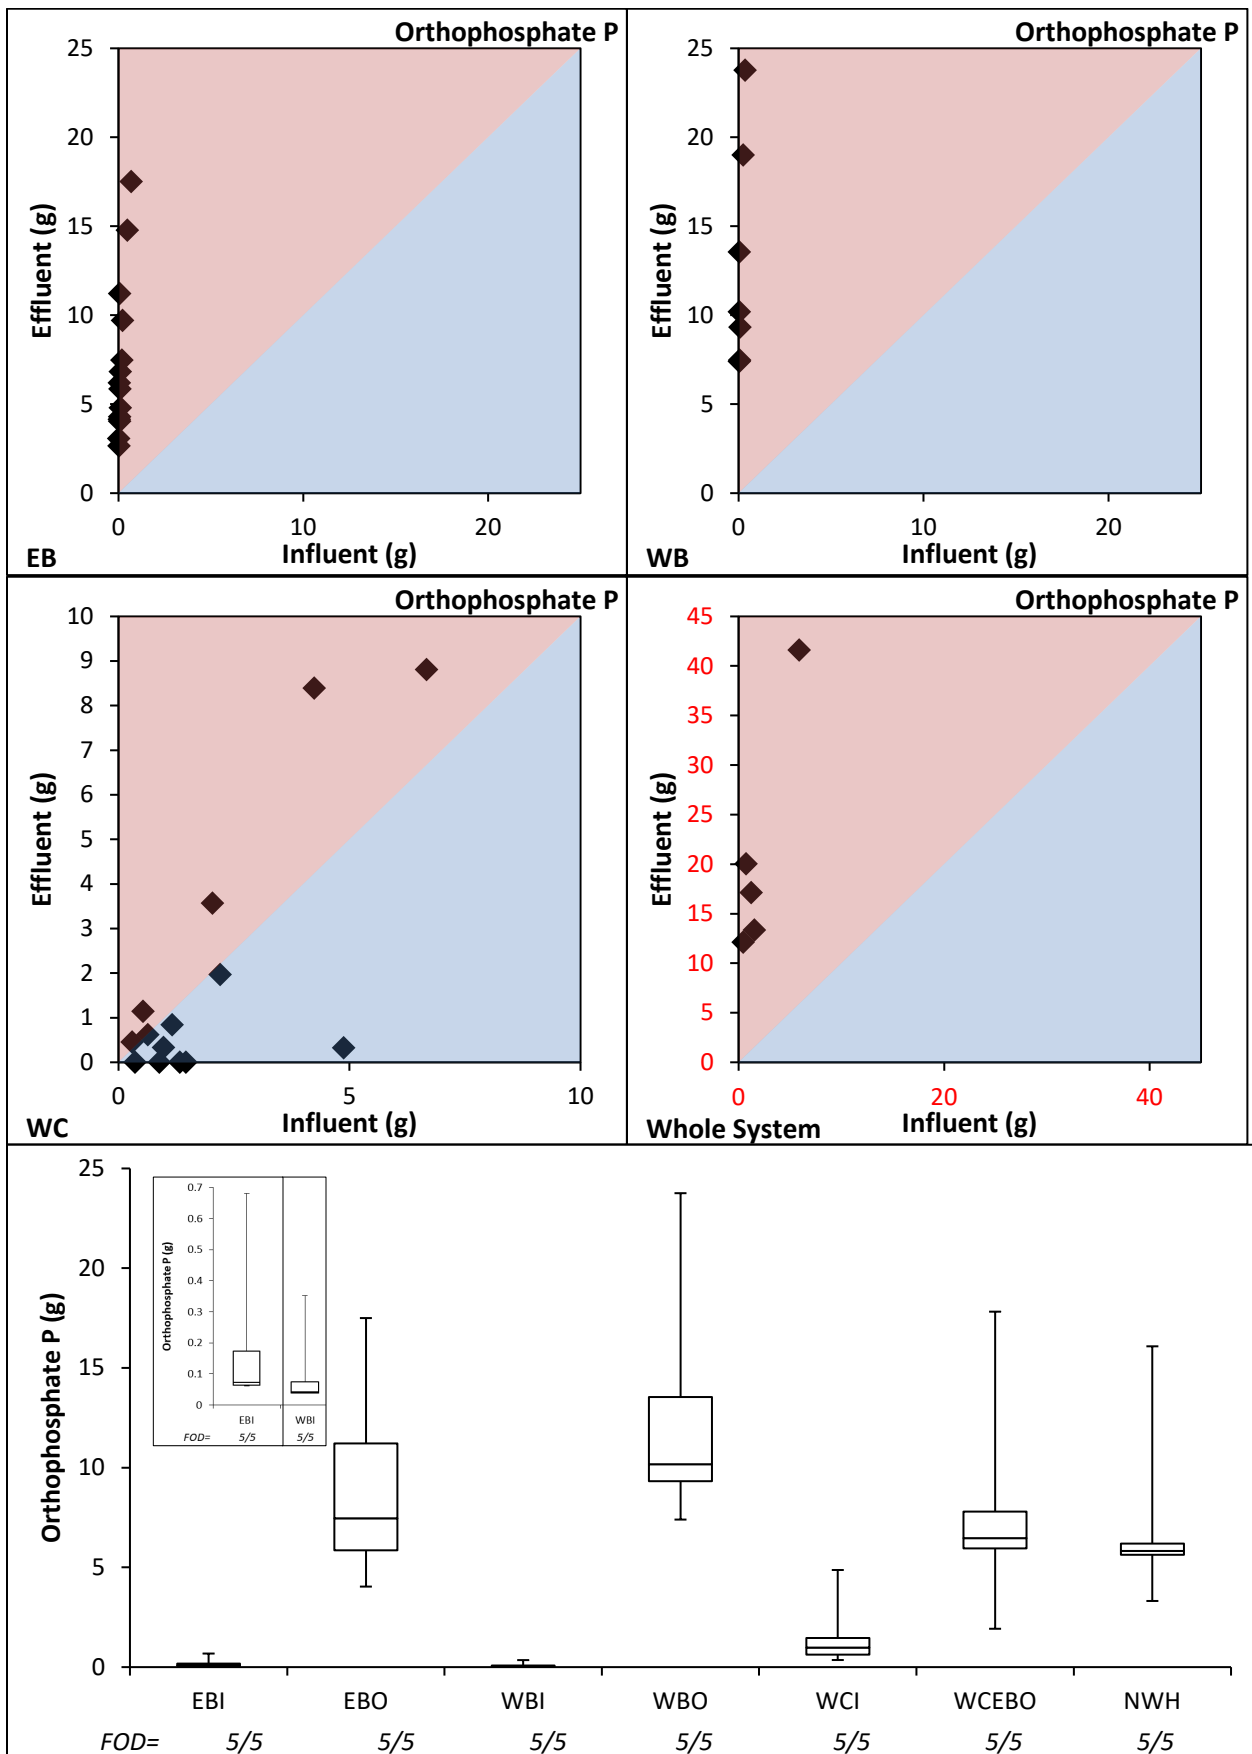 Orthophosphate P
25
20
15
10
5
0
Effluent (g)
0 10 20
Influent (g)
EB
Orthophosphate P
25
20
15
10
5
0
Effluent (g)
0 10 20
Influent (g)
WB
Orthophosphate P
10
9
8
7
6
5
4
3
2
1
0
Effluent (g)
0 5 10
Influent (g)
WC
Orthophosphate P
45
40
35
30
25
20
15
10
5
0
Effluent (g)
0 20 40
Influent (g)
Whole System
25
20
15
10
5
0
Orthophosphate P (g)
0.7
0.6
0.5
0.4
0.3
0.2
0.1
0
Orthophosphate P (g)
EBI WBI
FOD= 5/5 5/5
EBI EBO WBI WBO WCI WCEBO NWH
FOD= 5/5 5/5 5/5 5/5 5/5 5/5 5/5